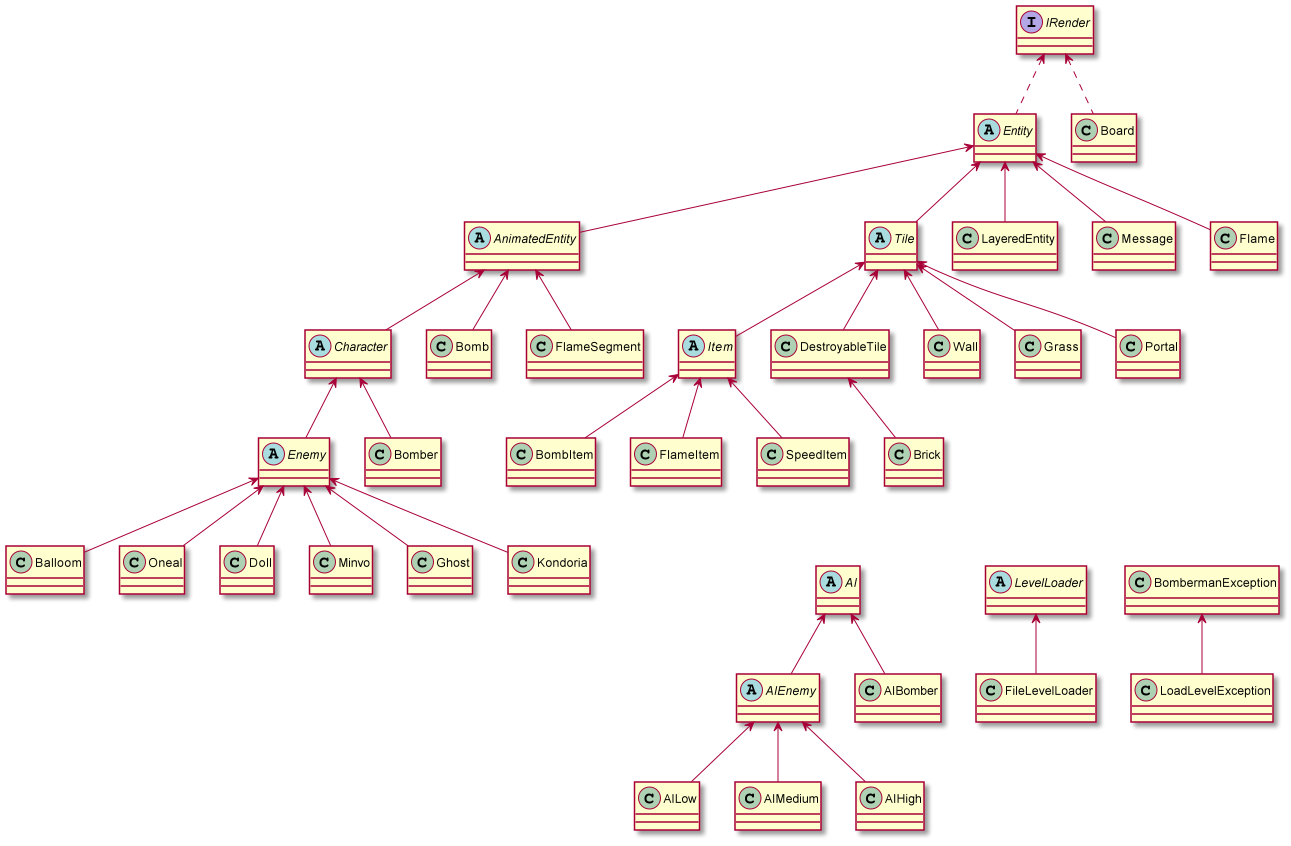 I IRender
A Entity
C Board
A AnimatedEntity
A Tile
C LayeredEntity
C Message
C Flame
A Character
C Bomb
C FlameSegment
A Item
C DestroyableTile
C Wall
C Grass
C Portal
A Enemy
C Bomber
C BombItem
C FlameItem
C SpeedItem
C Brick
C Balloom
C Oneal
C Doll
C Minvo
C Ghost
C Kondoria
A AI
A LevelLoader
C BombermanException
A AIEnemy
C AIBomber
C FileLevelLoader
C LoadLevelException
C AILow
C AIMedium
C AIHigh